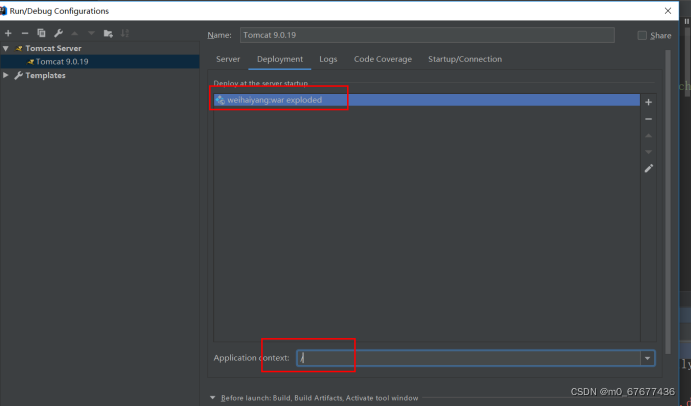 Run/Debug Configurations
Name: Tomcat 9.0.19
Share
Tomcat Server
Tomcat 9.0.19
Templates
Server Deployment Logs Code Coverage Startup/Connection
Deploy at the server startup
weihaiyang:war exploded
Application context: /
Before launch: Build, Build Artifacts, Activate tool window
CSDN @m0_67677436